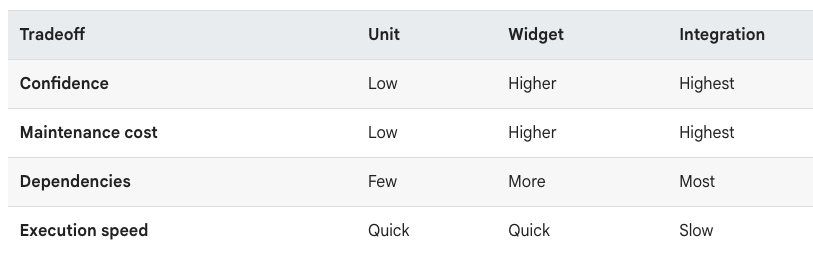 Tradeoff Unit Widget Integration
Confidence Low Higher Highest
Maintenance cost Low Higher Highest
Dependencies Few More Most
Execution speed Quick Quick Slow